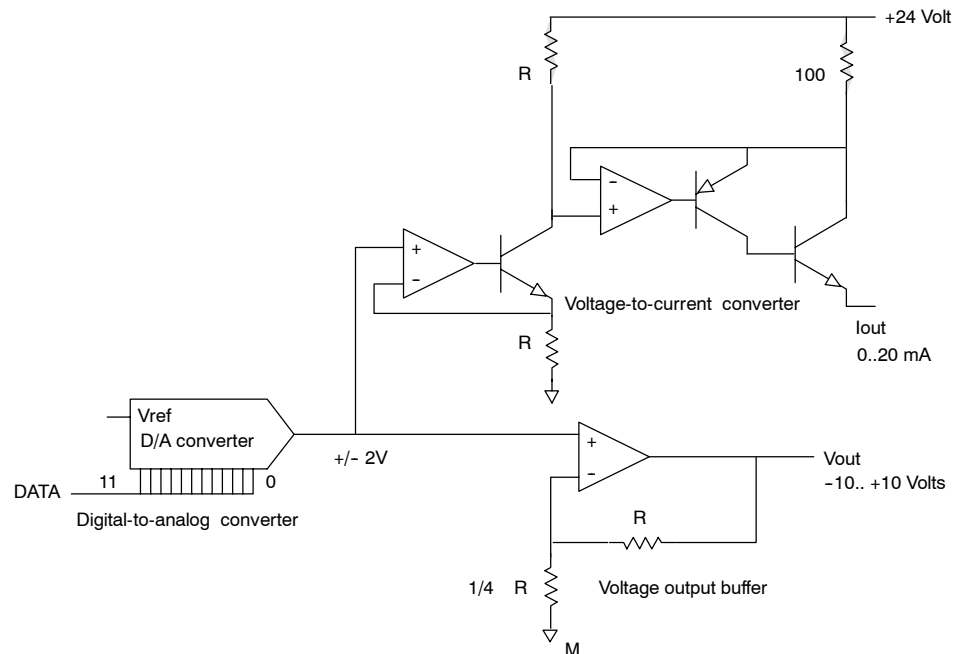 +24 Volt
R
100
-
+
+
-
Voltage-to-current converter
R
Iout
0..20 mA
Vref
D/A converter
+/- 2V
+
-
Vout
-10.. +10 Volts
DATA
11
0
Digital-to-analog converter
R
1/4 R
Voltage output buffer
M